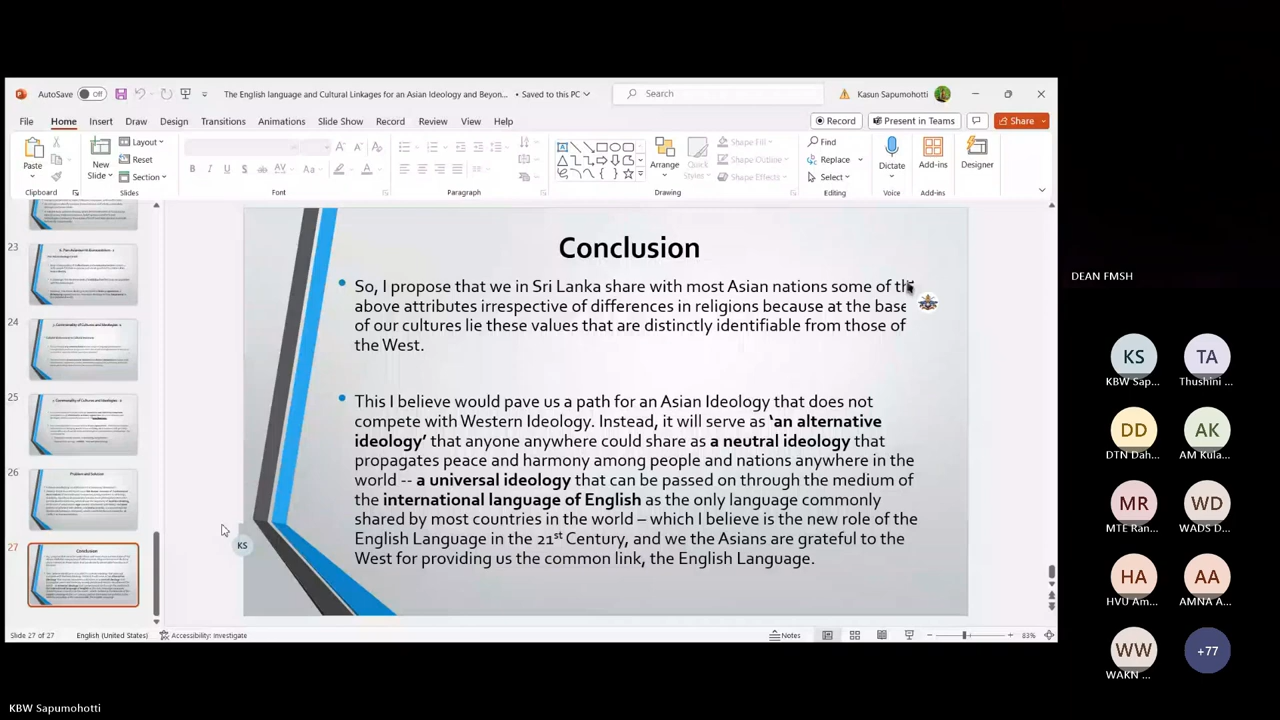 AutoSave Off The English language and Cultural Linkages for an Asian Ideology and Beyon... • Saved to this PC Search Kasun Sapumohotti
File Home Insert Draw Design Transitions Animations Slide Show Record Review View Help Record Present in Teams Share
Paste
Clipboard
New
Slide
Layout
Reset
Section
Slides
B I U S
Font
Paragraph
Arrange
Quick
Styles
Shape Fill
Shape Outline
Shape Effects
Drawing
Find
Replace
Select
Editing
Dictate
Voice
Add-ins
Add-ins
Designer
23
24
25
26
Problem and Solution
27
Conclusion
Conclusion
• So, I propose that we in Sri Lanka share with most Asian nations some of
above attributes irrespective of differences in religions because at the base
of our cultures lie these values that are distinctly identifiable from those of
the West.
• This I believe would pave us a path for an Asian Ideology that does not
compete with Western Ideology. Instead, it will serve as ‘an alternative
ideology’ that anyone anywhere could share as a neutral ideology that
propagates peace and harmony among people and nations anywhere in the
world -- a universal ideology that can be passed on through the medium of
the international language of English as the only language commonly
shared by most countries in the world – which I believe is the new role of the
English Language in the 21st Century, and we the Asians are grateful to the
West for providing us the common link, the English Language.
KS
Slide 27 of 27 English (United States) Accessibility: Investigate Notes 83%
DEAN FMSH
KS TA
KBW Sap... Thushini ...
DD AK
DTN Dah... AM Kula...
MR WD
MTE Ran... WADS D...
HA AA
HVU Am... AMNA A...
WW +77
WAKN ...
KBW Sapumohotti